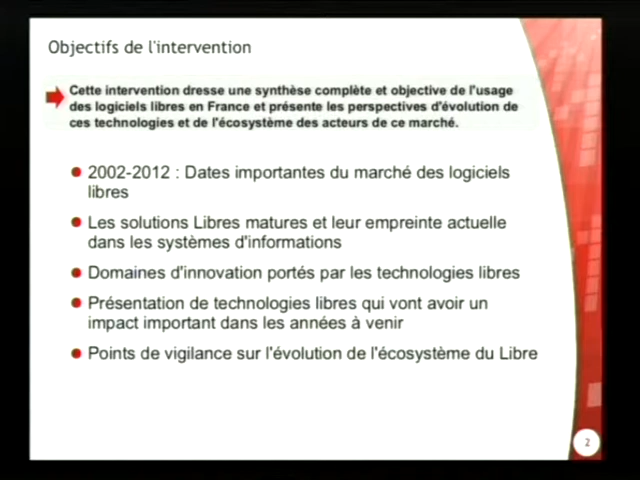 Objectifs de l'intervention
Cette intervention dresse une synthèse complète et objective de l'usage
des logiciels libres en France et présente les perspectives d'évolution de
ces technologies et de l'écosystème des acteurs de ce marché.
2002-2012 : Dates importantes du marché des logiciels
libres
Les solutions Libres matures et leur empreinte actuelle
dans les systèmes d'informations
Domaines d'innovation portés par les technologies libres
Présentation de technologies libres qui vont avoir un
impact important dans les années à venir
Points de vigilance sur l'évolution de l'écosystème du Libre
2